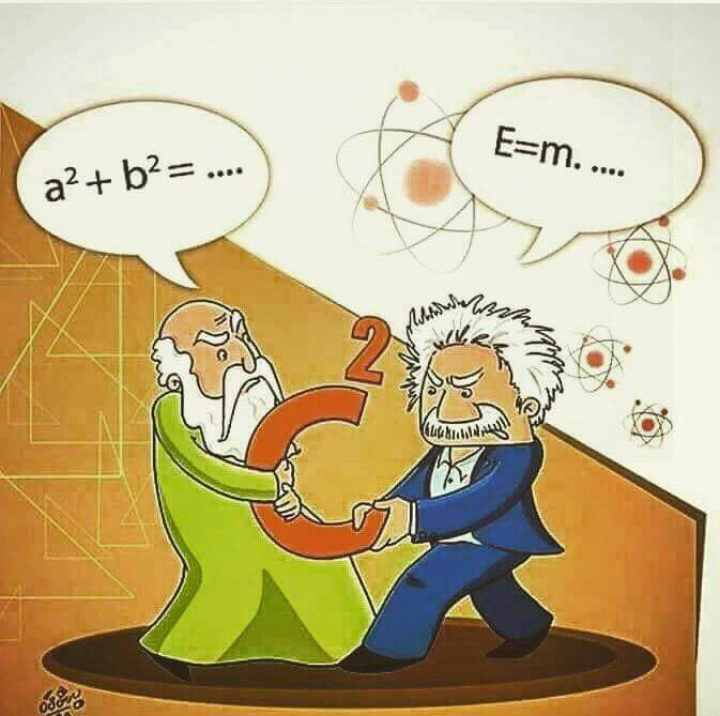 a² + b² = ....
E=m. ....
C²